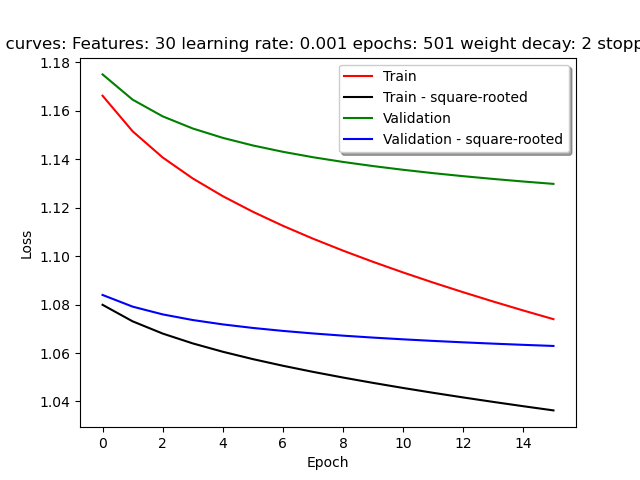 curves: Features: 30 learning rate: 0.001 epochs: 501 weight decay: 2 stopp
1.18
1.16
1.14
1.12
1.10
1.08
1.06
1.04
Loss
Train
Train - square-rooted
Validation
Validation - square-rooted
0 2 4 6 8 10 12 14
Epoch